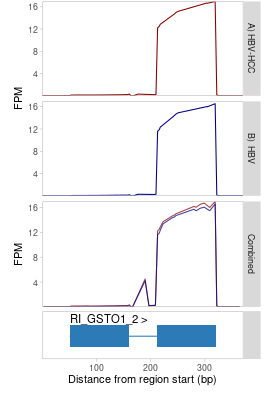 16
12
8
4
A) HBV-HCC
FPM
16
12
8
4
B) HBV
16
12
8
4
FPM
Combined
RI_GSTO1_2 >
100 200 300
Distance from region start (bp)